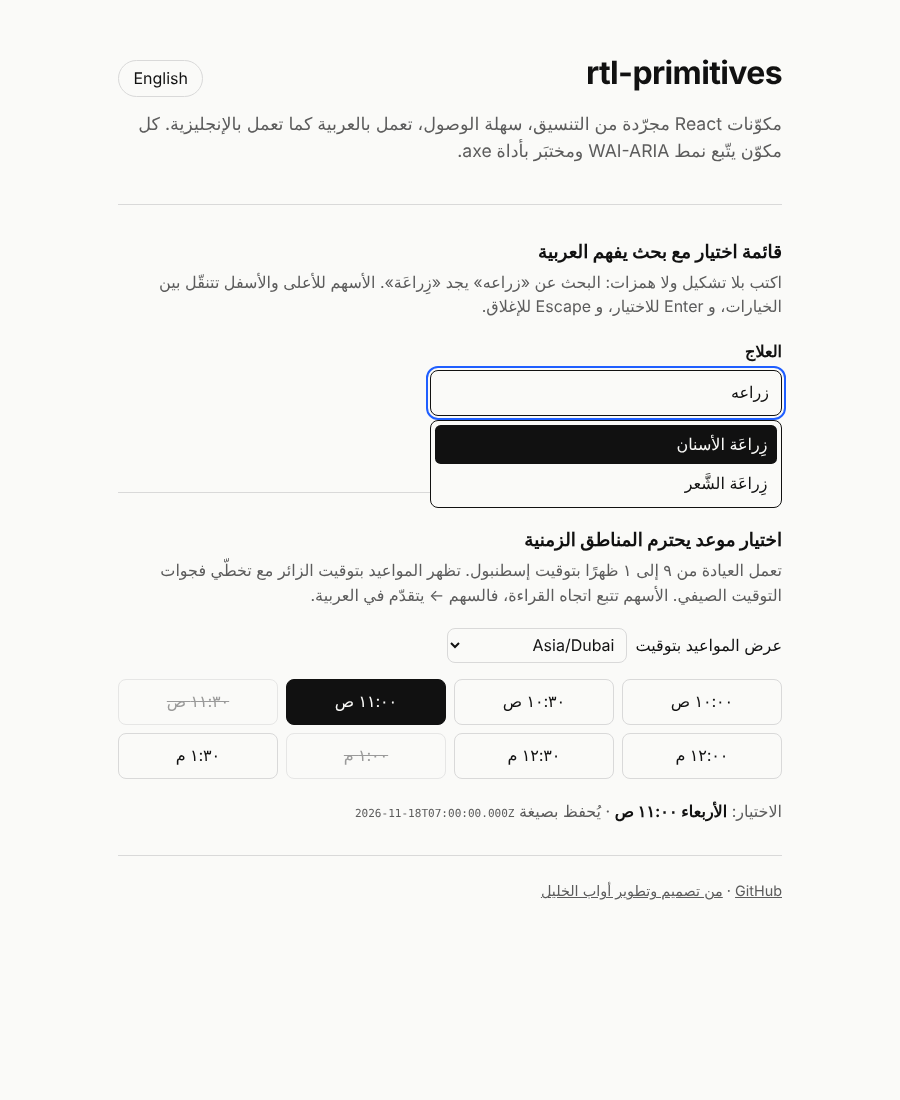 rtl-primitives
English
مكوّنات React مجرّدة من التنسيق، سهلة الوصول، تعمل بالعربية كما تعمل بالإنجليزية. كل
مكوّن يتّبع نمط WAI-ARIA ومختبَر بأداة axe.
قائمة اختيار مع بحث يفهم العربية
اكتب بلا تشكيل ولا همزات: البحث عن «زراعه» يجد «زِراعَة». الأسهم للأعلى والأسفل تتنقّل بين
الخيارات، و Enter للاختيار، و Escape للإغلاق.
العلاج
زراعه
زِراعَة الأسنان
زِراعَة الشَّعر
اختيار موعد يحترم المناطق الزمنية
تعمل العيادة من ٩ إلى ١ ظهرًا بتوقيت إسطنبول. تظهر المواعيد بتوقيت الزائر مع تخطّي فجوات
التوقيت الصيفي. الأسهم تتبع اتجاه القراءة، فالسهم ← يتقدّم في العربية.
عرض المواعيد بتوقيت Asia/Dubai
١٠:٠٠ ص ١٠:٣٠ ص ١١:٠٠ ص ١١:٣٠ ص
١٢:٠٠ م ١٢:٣٠ م ١:٠٠ م ١:٣٠ م
الاختيار: الأربعاء ١١:٠٠ ص · يُحفظ بصيغة 2026-11-18T07:00:00.000Z
GitHub · من تصميم وتطوير أواب الخليل